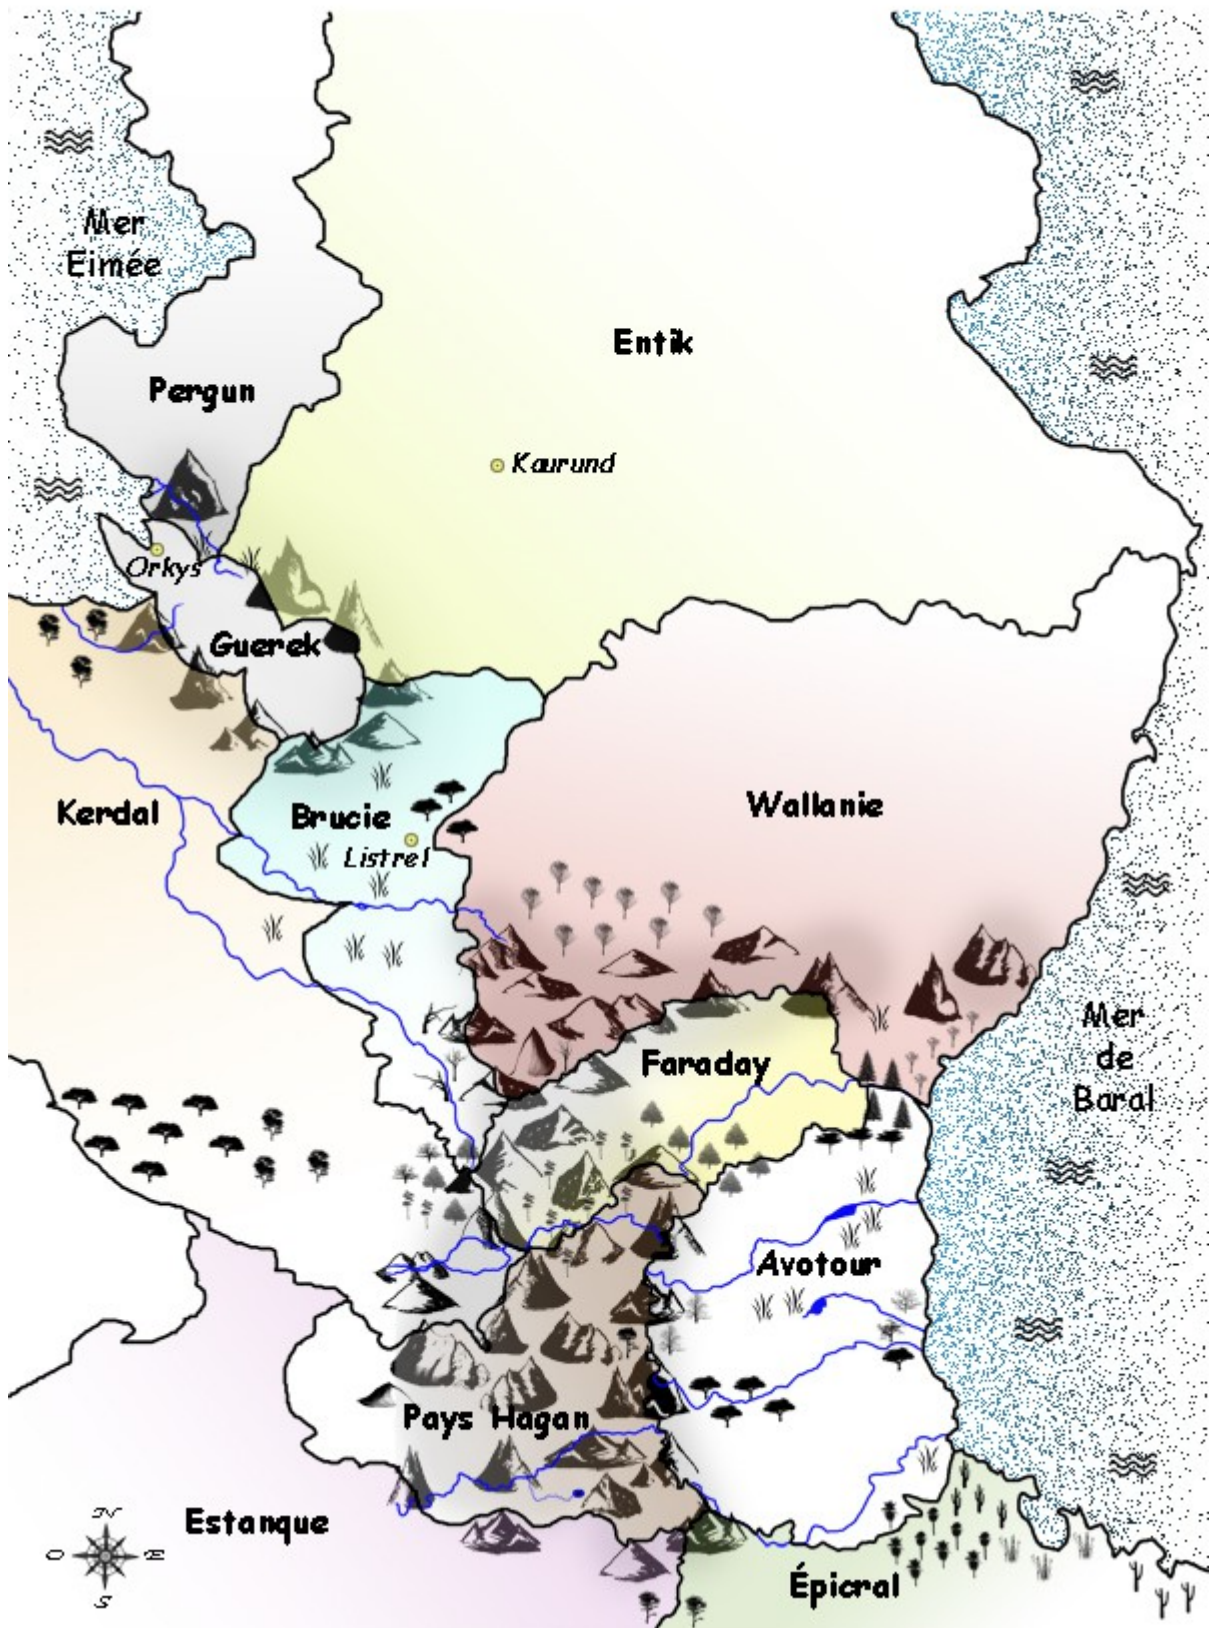 Mer
Eimée
Entik
Pergun
Kaurund
Orkys
Guerek
Kerdal
Brucie
Wallanie
Listrel
Mer
de
Baral
Faraday
Avotour
Pays Hagan
Estanque
Épicral
N
O E
S